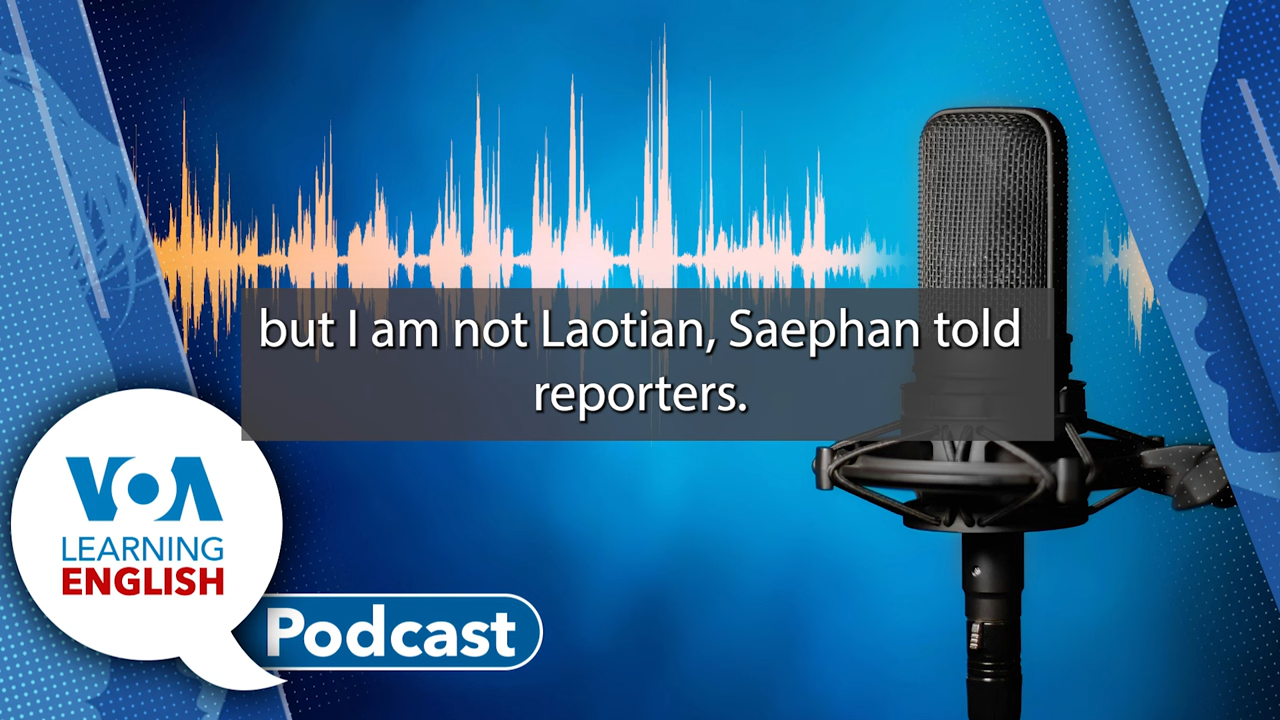 but I am not Laotian, Saephan told
reporters.
VOA
LEARNING
ENGLISH
Podcast